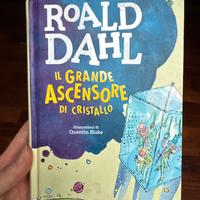 ROALD
DAHL
IL GRANDE
ASCENSORE
DI CRISTALLO
Illustrazioni di
Quentin Blake